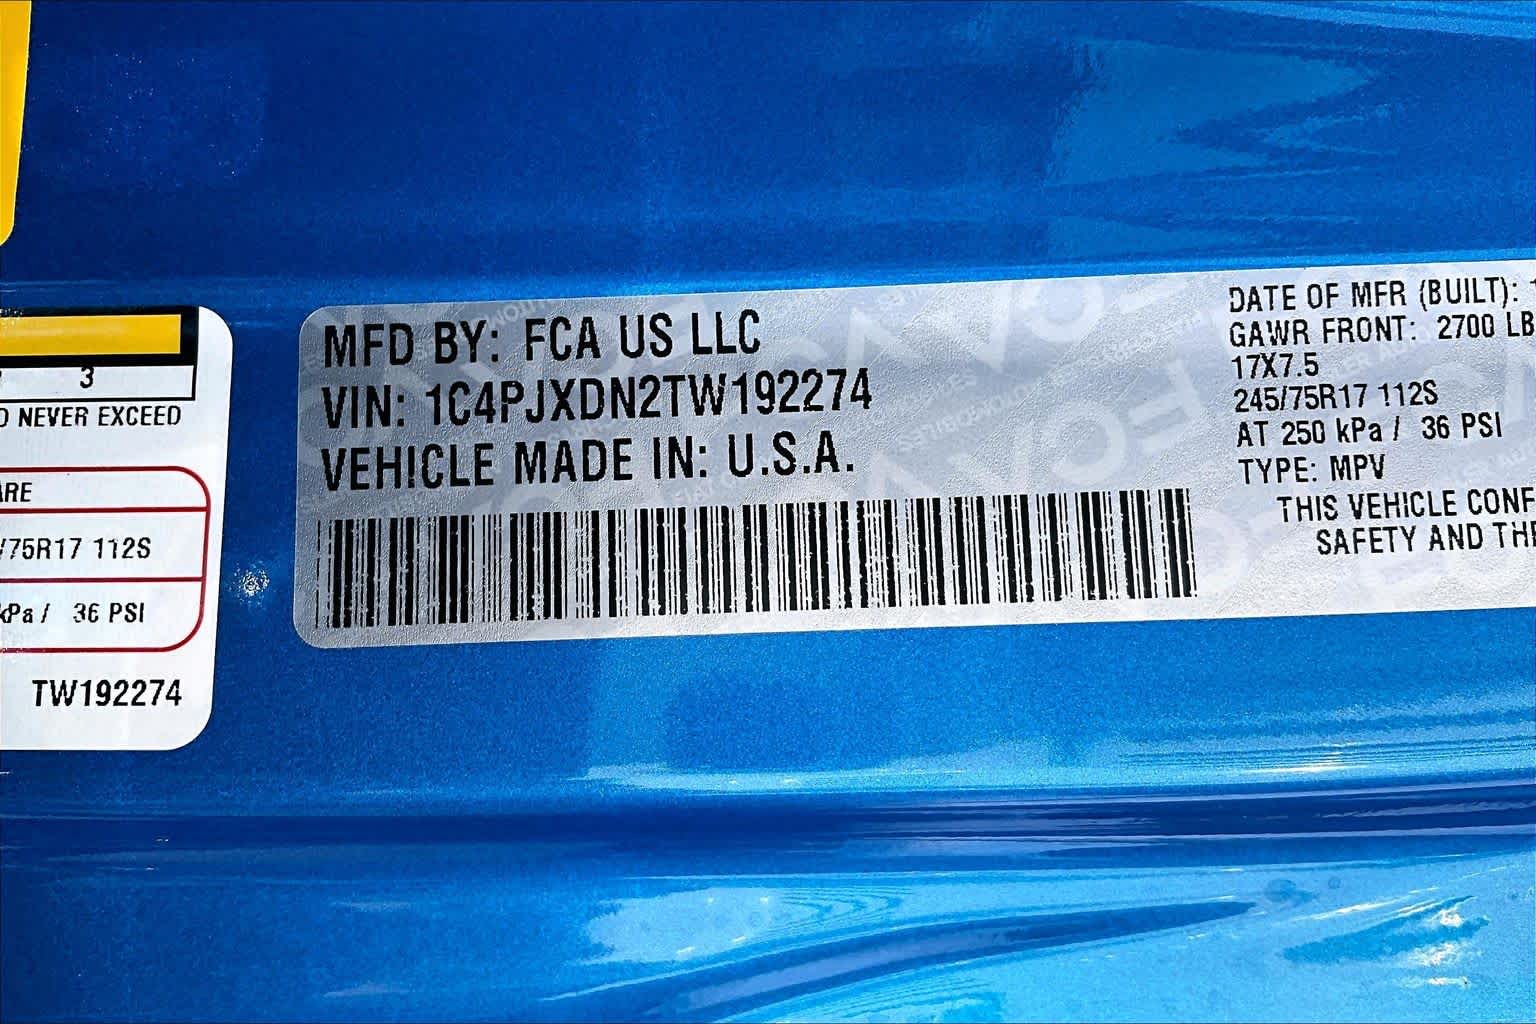 3
D NEVER EXCEED
ARE
/75R17 112S
kPa / 36 PSI
TW192274
MFD BY: FCA US LLC
VIN: 1C4PJXDN2TW192274
VEHICLE MADE IN: U.S.A.
DATE OF MFR (BUILT): 1
GAWR FRONT: 2700 LB
17X7.5
245/75R17 112S
AT 250 kPa / 36 PSI
TYPE: MPV
THIS VEHICLE CONF
SAFETY AND THE